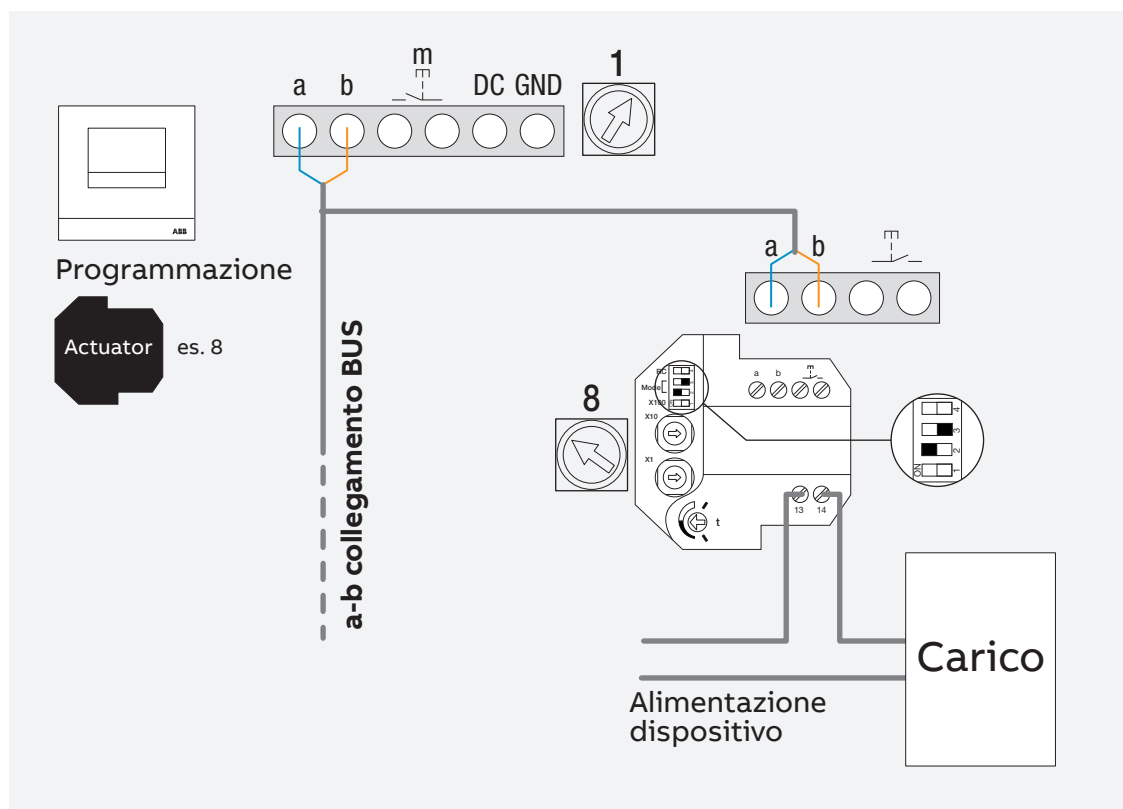 m
1
a b DC GND
ABB
Programmazione
Actuator es. 8
a-b collegamento BUS
a b
8
RC
Mode
X100
X10
X1
t
a b
13 14
ON
1 2 3 4
Carico
Alimentazione
dispositivo